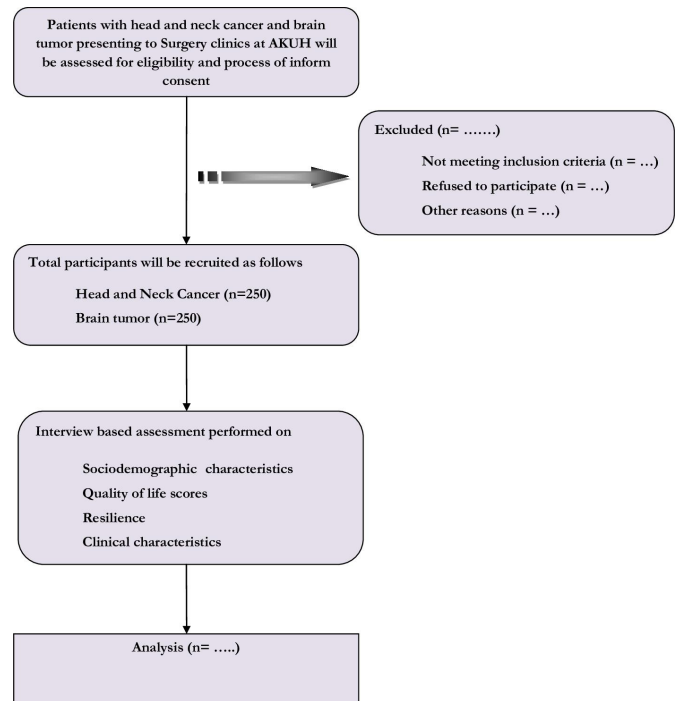 Patients with head and neck cancer and brain
tumor presenting to Surgery clinics at AKUH will
be assessed for eligibility and process of inform
consent
Excluded (n= …….)
Not meeting inclusion criteria (n = …)
Refused to participate (n = …)
Other reasons (n = …)
Total participants will be recruited as follows
Head and Neck Cancer (n=250)
Brain tumor (n=250)
Interview based assessment performed on
Sociodemographic characteristics
Quality of life scores
Resilience
Clinical characteristics
Analysis (n= …..)